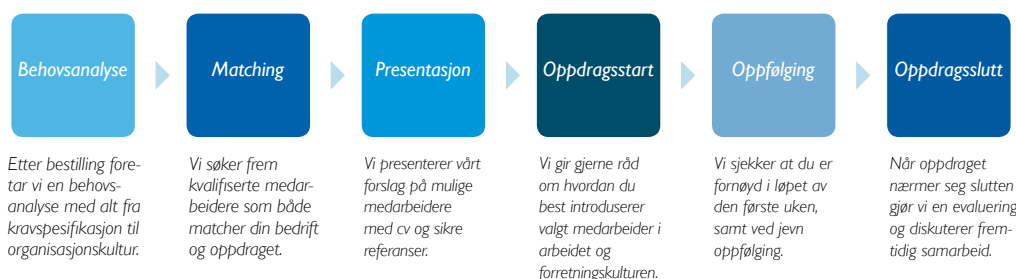 Behovsanalyse
Matching
Presentasjon
Oppdragsstart
Oppfølging
Oppdragsslutt
Etter bestilling fore-
tar vi en behovs-
analyse med alt fra
kravspesifikasjon til
organisasjonskultur.
Vi søker frem
kvalifiserte medar-
beidere som både
matcher din bedrift
og oppdraget.
Vi presenterer vårt
forslag på mulige
medarbeidere
med cv og sikre
referanser.
Vi gir gjerne råd
om hvordan du
best introduserer
valgt medarbeider i
arbeidet og
forretningskulturen.
Vi sjekker at du er
fornøyd i løpet av
den første uken,
samt ved jevn
oppfølging.
Når oppdraget
nærmer seg slutten
gjør vi en evaluering
og diskuterer frem-
tidig samarbeid.